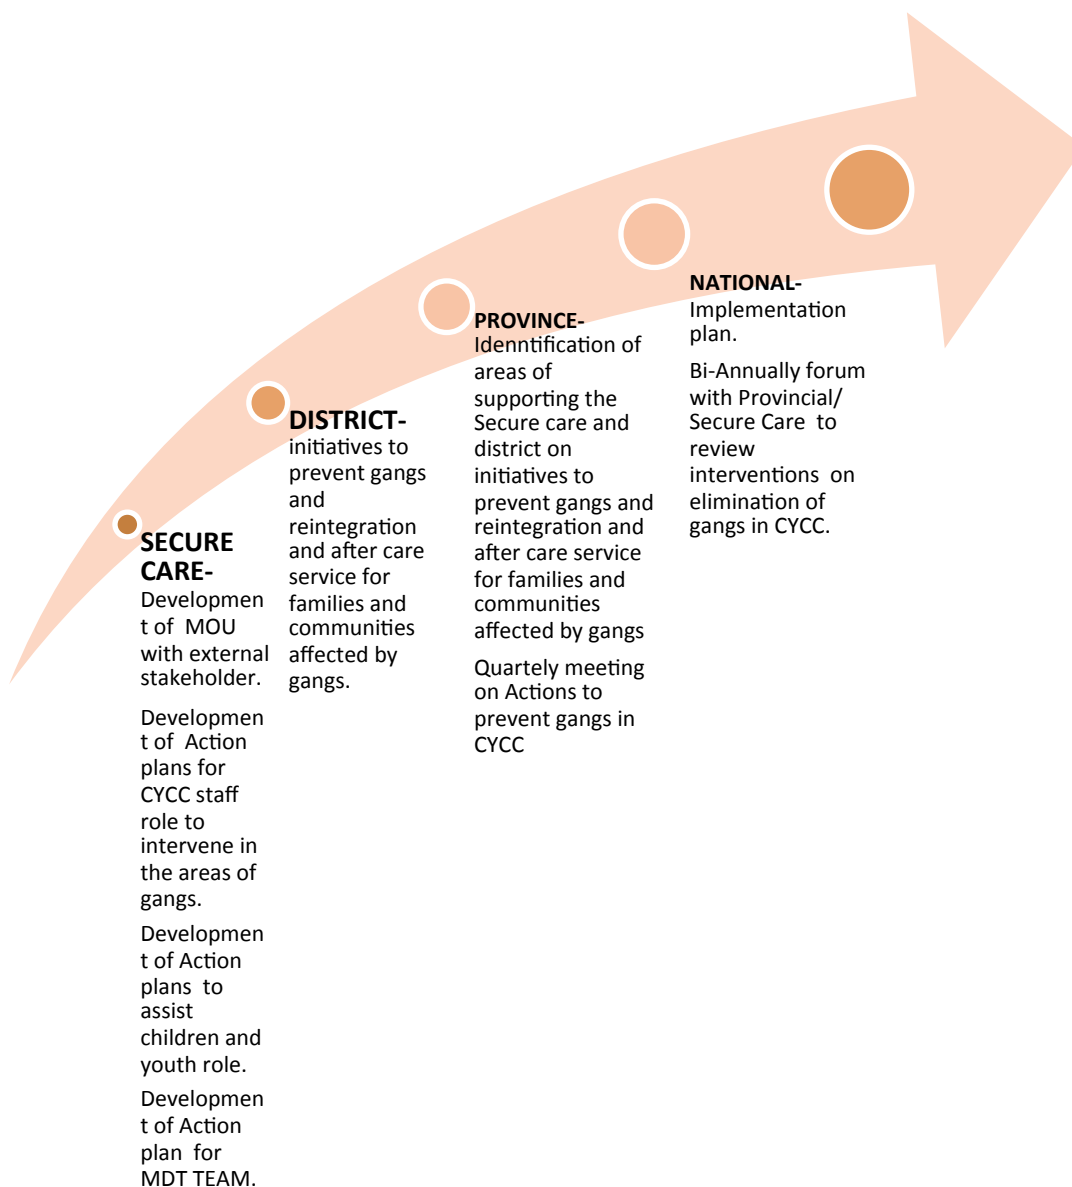 SECURE
CARE-
Developmen
t of  MOU
with external
stakeholder.
Developmen
t of  Action
plans for
CYCC staff
role to
intervene in
the areas of
gangs.
Developmen
t of Action
plans  to
assist
children and
youth role.
Developmen
t of Action
plan  for
MDT TEAM.
DISTRICT-
initiatives to
prevent gangs
and
reintegration
and after care
service for
families and
communities
affected by
gangs.
PROVINCE-
Idenntification of
areas of
supporting the
Secure care and
district on
initiatives to
prevent gangs and
reintegration and
after care service
for families and
communities
affected by gangs
Quartely meeting
on Actions to
prevent gangs in
CYCC
NATIONAL-
Implementation
plan.
Bi-Annually forum
with Provincial/
Secure Care  to
review
interventions  on
elimination of
gangs in CYCC.